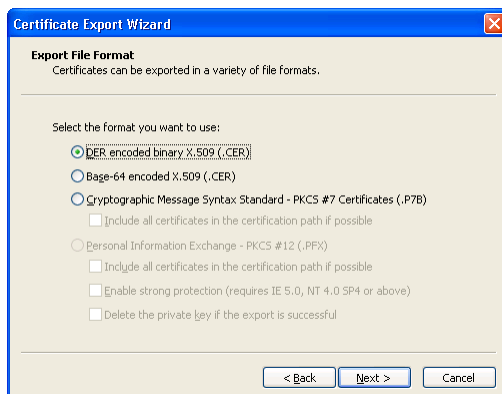 Certificate Export Wizard
Export File Format
Certificates can be exported in a variety of file formats.
Select the format you want to use:
DER encoded binary X.509 (.CER)
Base-64 encoded X.509 (.CER)
Cryptographic Message Syntax Standard - PKCS #7 Certificates (.P7B)
Include all certificates in the certification path if possible
Personal Information Exchange - PKCS #12 (.PFX)
Include all certificates in the certification path if possible
Enable strong protection (requires IE 5.0, NT 4.0 SP4 or above)
Delete the private key if the export is successful
< Back Next > Cancel